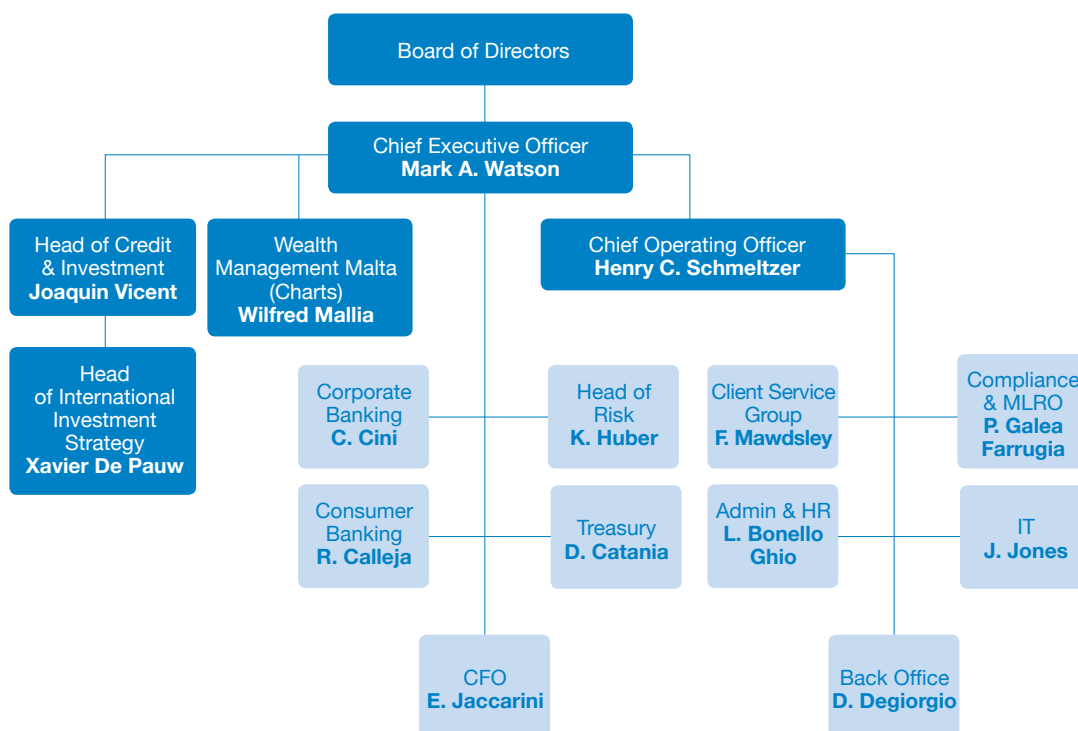 Board of Directors
Chief Executive Officer
Mark A. Watson
Head of Credit
& Investment
Joaquin Vicent
Wealth
Management Malta
(Charts)
Wilfred Mallia
Chief Operating Officer
Henry C. Schmeltzer
Head
of International
Investment
Strategy
Xavier De Pauw
Corporate
Banking
C. Cini
Head of
Risk
K. Huber
Client Service
Group
F. Mawdsley
Compliance
& MLRO
P. Galea
Farrugia
Consumer
Banking
R. Calleja
Treasury
D. Catania
Admin & HR
L. Bonello
Ghio
IT
J. Jones
CFO
E. Jaccarini
Back Office
D. Degiorgio